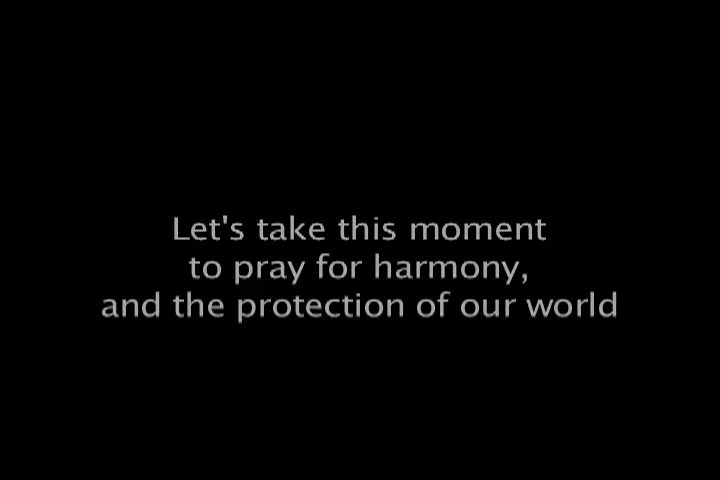 Let's take this moment
to pray for harmony,
and the protection of our world